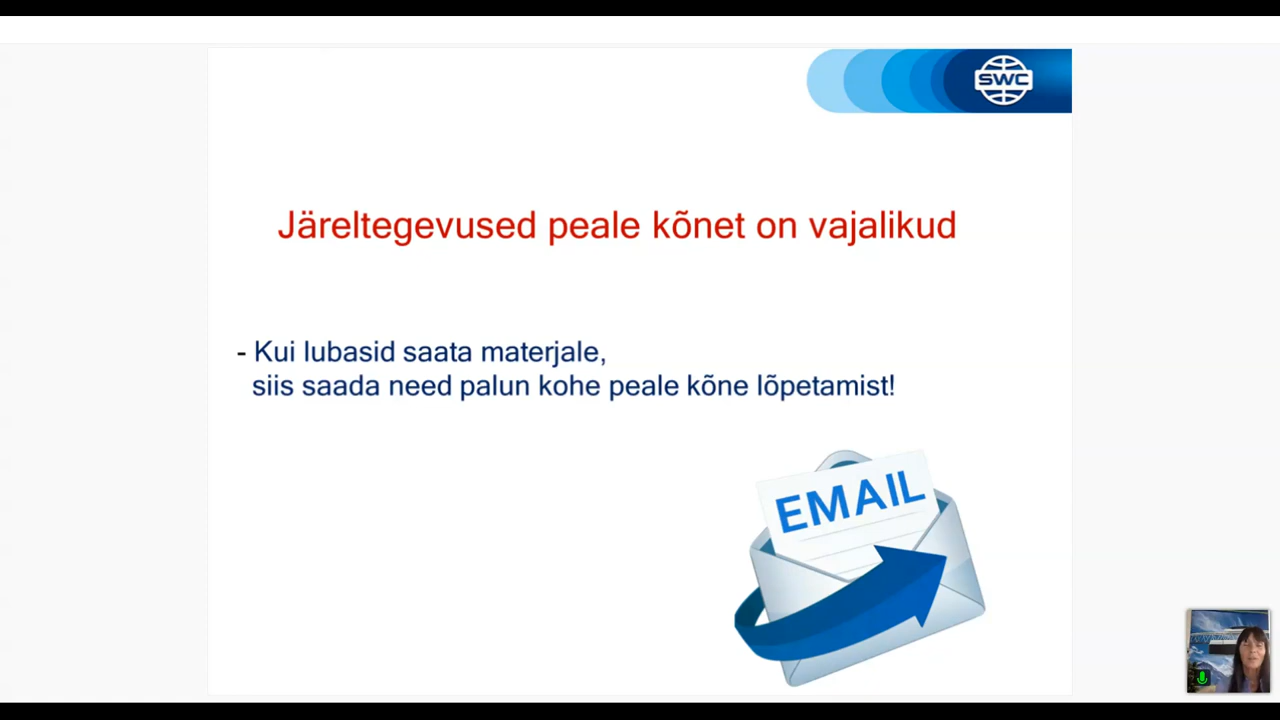 SWC
Järeltegevused peale kõnet on vajalikud
- Kui lubasid saata materjale,
siis saada need palun kohe peale kõne lõpetamist!
EMAIL